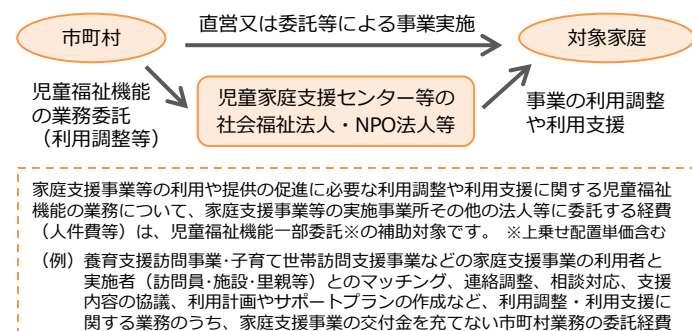 市町村
直営又は委託等による事業実施
対象家庭
児童福祉機能
の業務委託
（利用調整等）
児童家庭支援センター等の
社会福祉法人・NPO法人等
事業の利用調整
や利用支援
家庭支援事業等の利用や提供の促進に必要な利用調整や利用支援に関する児童福祉
機能の業務について、家庭支援事業等の実施事業所その他の法人等に委託する経費
（人件費等）は、児童福祉機能一部委託※の補助対象です。 ※上乗せ配置単価含む
（例）養育支援訪問事業･子育て世帯訪問支援事業などの家庭支援事業の利用者と
実施者（訪問員･施設･里親等）とのマッチング、連絡調整、相談対応、支援
内容の協議、利用計画やサポートプランの作成など、利用調整・利用支援に
関する業務のうち、家庭支援事業の交付金を充てない市町村業務の委託経費